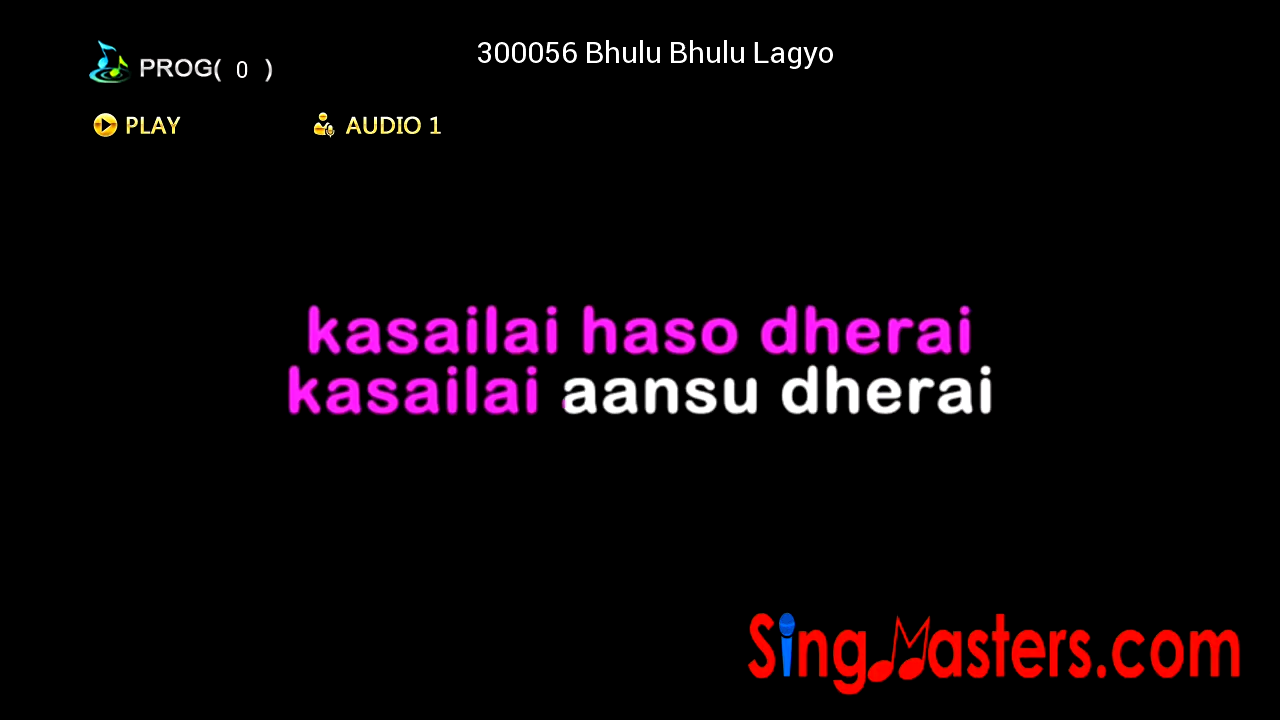 300056 Bhulu Bhulu Lagyo
PROG( 0 )
PLAY AUDIO 1
kasailai haso dherai
kasailai aansu dherai
SingMasters.com